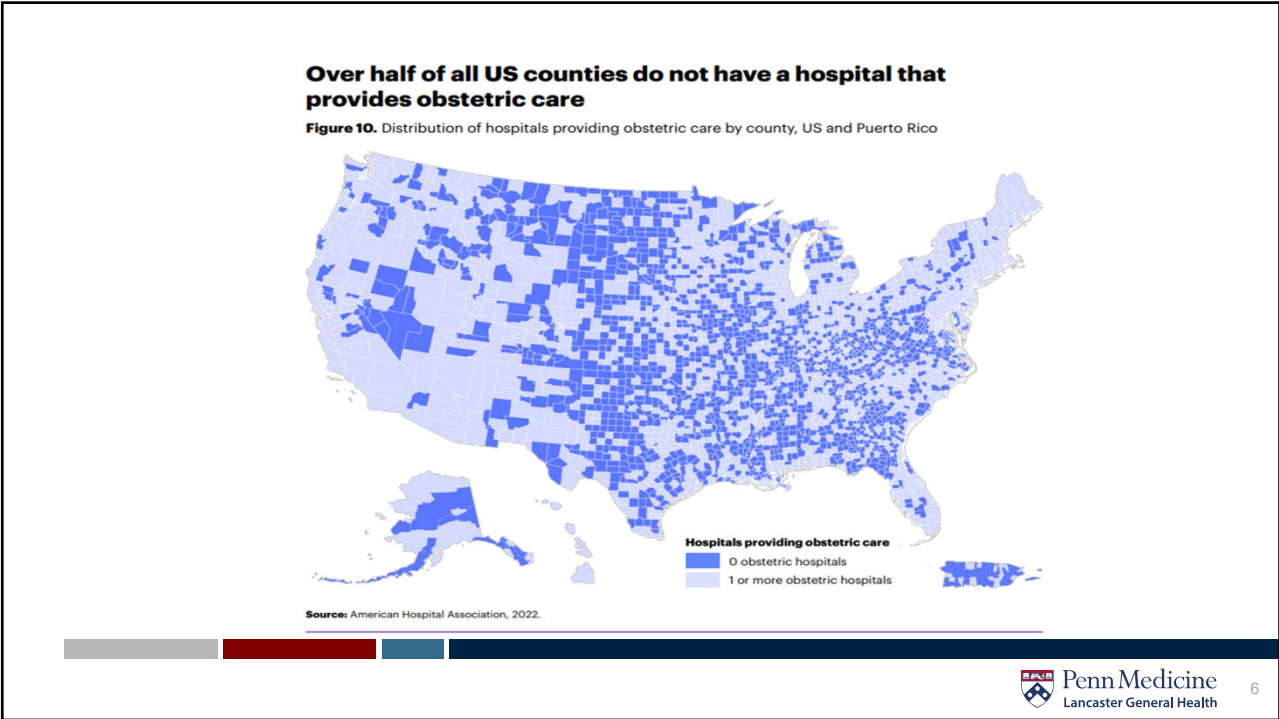 Over half of all US counties do not have a hospital that
provides obstetric care
Figure 10. Distribution of hospitals providing obstetric care by county, US and Puerto Rico
Hospitals providing obstetric care
0 obstetric hospitals
1 or more obstetric hospitals
Source: American Hospital Association, 2022.
Penn Medicine
Lancaster General Health
6